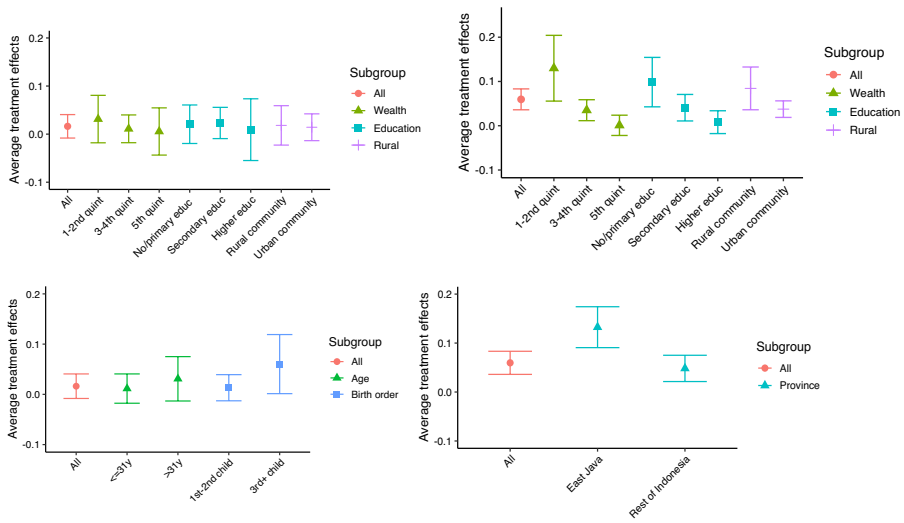 Average treatment effects
0.2
0.1
0.0
-0.1
All
1-2nd quint
3-4th quint
5th quint
No/primary educ
Secondary educ
Higher educ
Rural community
Urban community
Subgroup
All
Wealth
Education
Rural
Average treatment effects
0.2
0.1
0.0
-0.1
All
1-2nd quint
3-4th quint
5th quint
No/primary educ
Secondary educ
Higher educ
Rural community
Urban community
Subgroup
All
Wealth
Education
Rural
Average treatment effects
0.2
0.1
0.0
-0.1
All
<=31y
>31y
1st-2nd child
3rd+ child
Subgroup
All
Age
Birth order
Average treatment effects
0.2
0.1
0.0
-0.1
All
East Java
Rest of Indonesia
Subgroup
All
Province